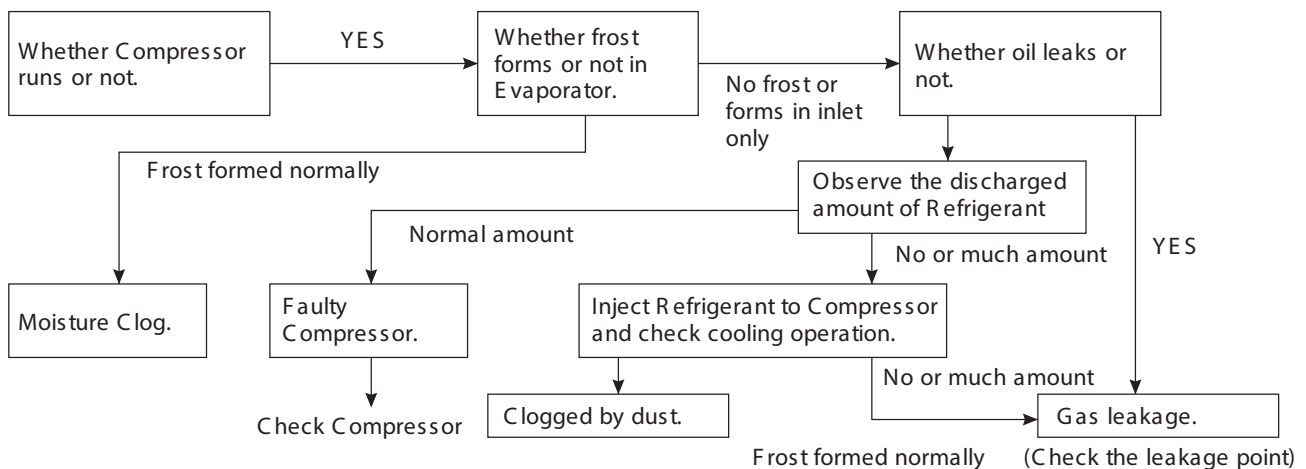 Whether Compressor
runs or not.
YES
Whether frost
forms or not in
Evaporator.
No frost or
forms in inlet
only
Whether oil leaks or
not.
Frost formed normally
Observe the discharged
amount of Refrigerant
Normal amount
No or much amount
YES
Moisture Clog.
Faulty
Compressor.
Inject Refrigerant to Compressor
and check cooling operation.
No or much amount
Check Compressor
Clogged by dust.
Gas leakage.
Frost formed normally
(Check the leakage point)